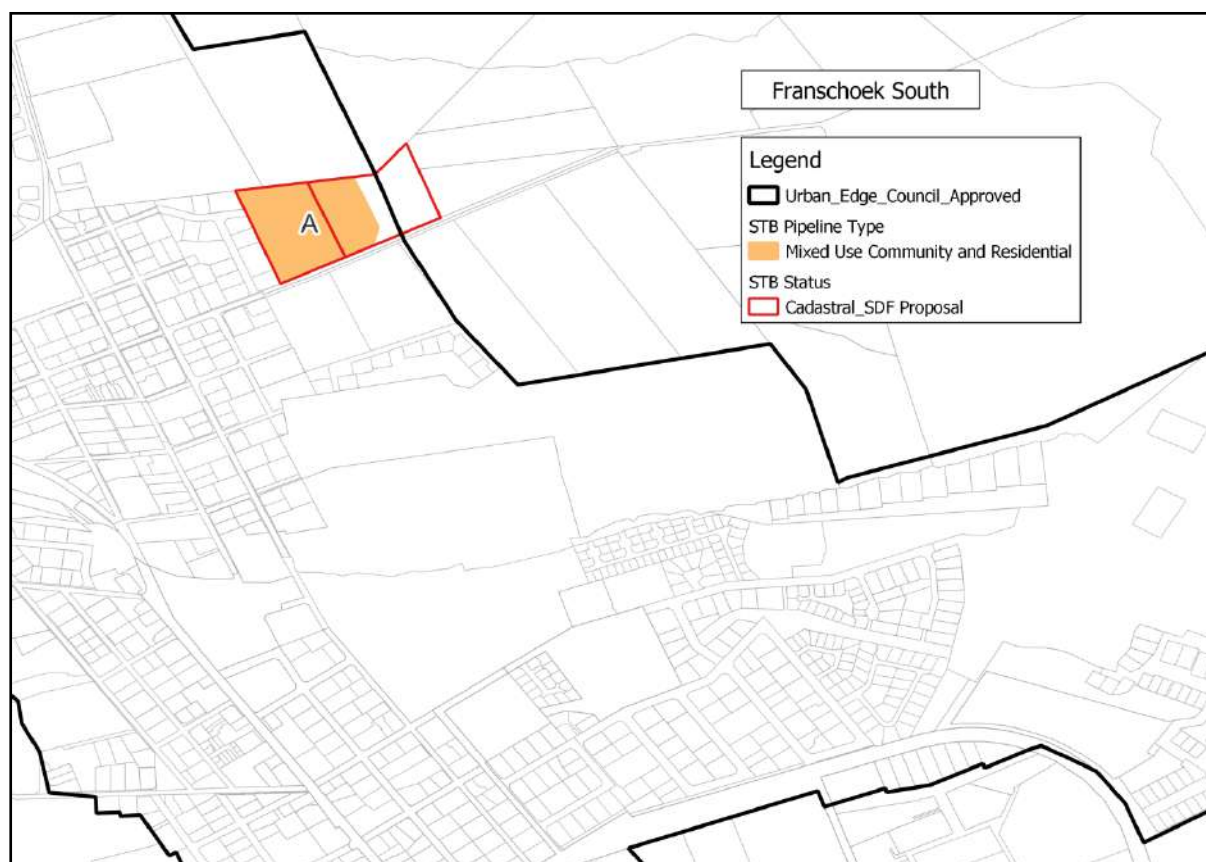 Franschoek South
Legend
Urban_Edge_Council_Approved
STB Pipeline Type
Mixed Use Community and Residential
STB Status
Cadastral_SDF Proposal
A